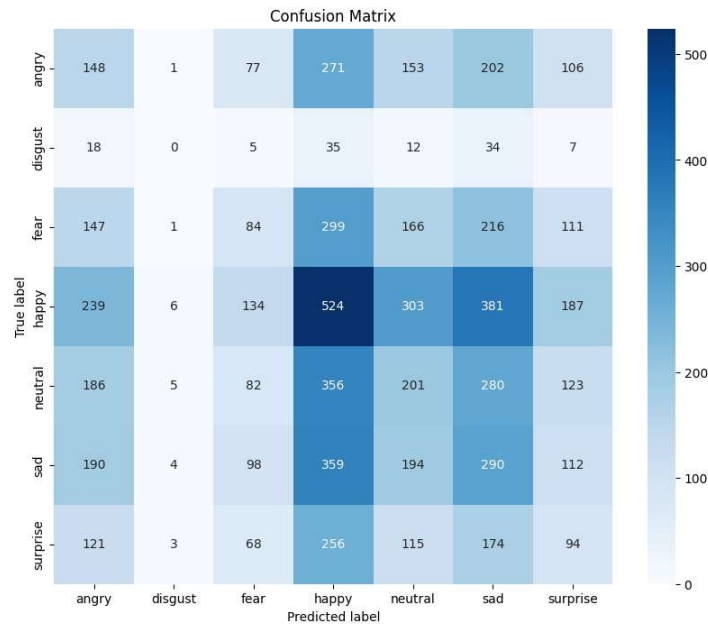 Confusion Matrix
angry 148 1 77 271 153 202 106
disgust 18 0 5 35 12 34 7
fear 147 1 84 299 166 216 111
happy 239 6 134 524 303 381 187
neutral 186 5 82 356 201 280 123
sad 190 4 98 359 194 290 112
surprise 121 3 68 256 115 174 94
angry disgust fear happy neutral sad surprise
Predicted label
True label
500
400
300
200
100
0